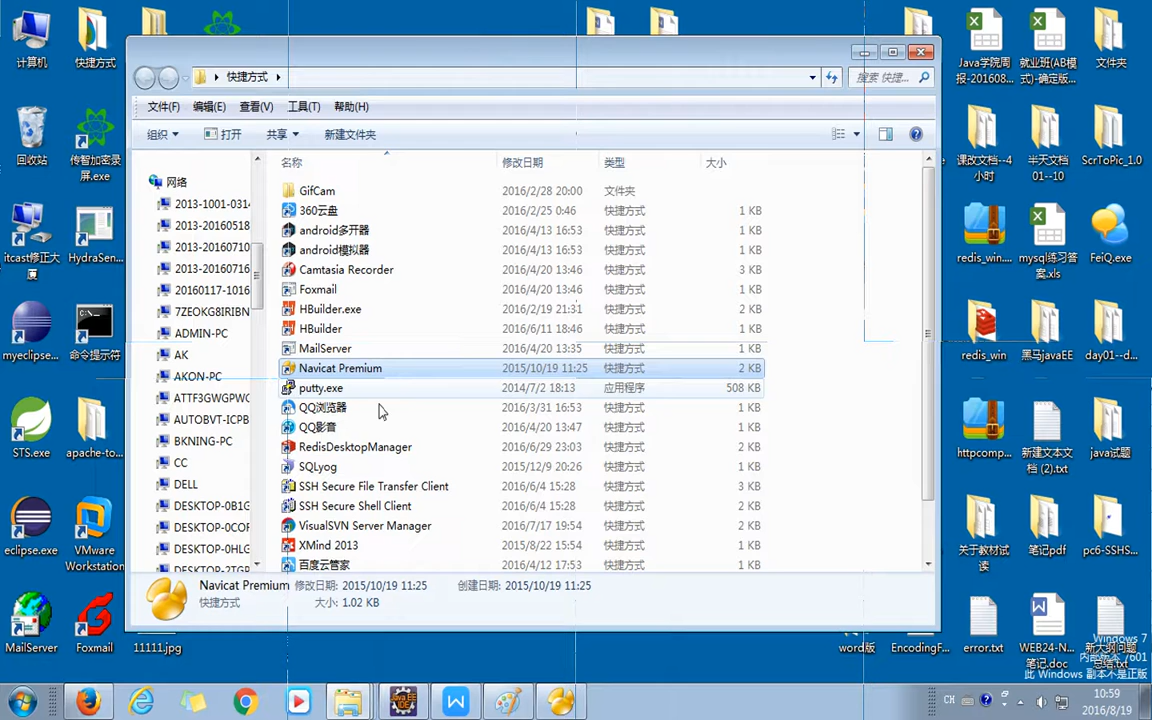 计算机
快捷方式
回收站
传智加密录
屏.exe
itcast修正大
厦
HydraSen...
myeclipse...
命令提示符
STS.exe
apache-to...
eclipse.exe
VMware
Workstation
MailServer
Foxmail
11111.jpg
快捷方式
搜索 快捷...
文件(F) 编辑(E) 查看(V) 工具(T) 帮助(H)
组织 打开 共享 新建文件夹
网络
2013-1001-0314
2013-20160518
2013-20160710
2013-20160716
20160117-1016
7ZEOKG8IRIBN
ADMIN-PC
AK
AKON-PC
ATTF3GWGPWC
AUTOBVT-ICPB
BKNING-PC
CC
DELL
DESKTOP-0B1G
DESKTOP-0COF
DESKTOP-0HLG
DESKTOP-2TBG
名称 修改日期 类型 大小
GifCam 2016/2/28 20:00 文件夹
360云盘 2016/2/25 0:46 快捷方式 1 KB
android多开器 2016/4/13 16:53 快捷方式 1 KB
android模拟器 2016/4/13 16:53 快捷方式 1 KB
Camtasia Recorder 2016/4/20 13:46 快捷方式 3 KB
Foxmail 2016/4/20 13:46 快捷方式 1 KB
HBuilder.exe 2016/2/19 21:31 快捷方式 2 KB
HBuilder 2016/6/11 18:46 快捷方式 1 KB
MailServer 2016/4/20 13:35 快捷方式 1 KB
Navicat Premium 2015/10/19 11:25 快捷方式 2 KB
putty.exe 2014/7/2 18:13 应用程序 508 KB
QQ浏览器 2016/3/31 16:53 快捷方式 1 KB
QQ影音 2016/4/20 13:47 快捷方式 1 KB
RedisDesktopManager 2016/6/29 23:03 快捷方式 2 KB
SQLyog 2015/12/9 20:26 快捷方式 1 KB
SSH Secure File Transfer Client 2016/6/4 15:28 快捷方式 3 KB
SSH Secure Shell Client 2016/6/4 15:28 快捷方式 2 KB
VisualSVN Server Manager 2016/7/17 19:54 快捷方式 2 KB
XMind 2013 2015/8/22 15:54 快捷方式 1 KB
百度云管家 2016/4/12 17:53 快捷方式 1 KB
Navicat Premium 修改日期: 2015/10/19 11:25 创建日期: 2015/10/19 11:25
快捷方式 大小: 1.02 KB
Java学院周
报-201608...
就业班(AB模
式)-确定版...
文件夹
课改文档--4
小时
半天文档
01--10
ScrToPic_1.0
redis_win....
mysql练习答
案.xls
FeiQ.exe
redis_win
黑马javaEE
day01--d...
httpcomp...
新建文本文
档 (2).txt
java试题
关于教材试
读
笔记pdf
pc6-SSHS...
word版
EncodingF...
error.txt
WEB24-N...
笔记.doc
新大纲问题
总结.txt
Windows 7
内部版本 7601
此 Windows 副本不是正版
CH
10:59
2016/8/19